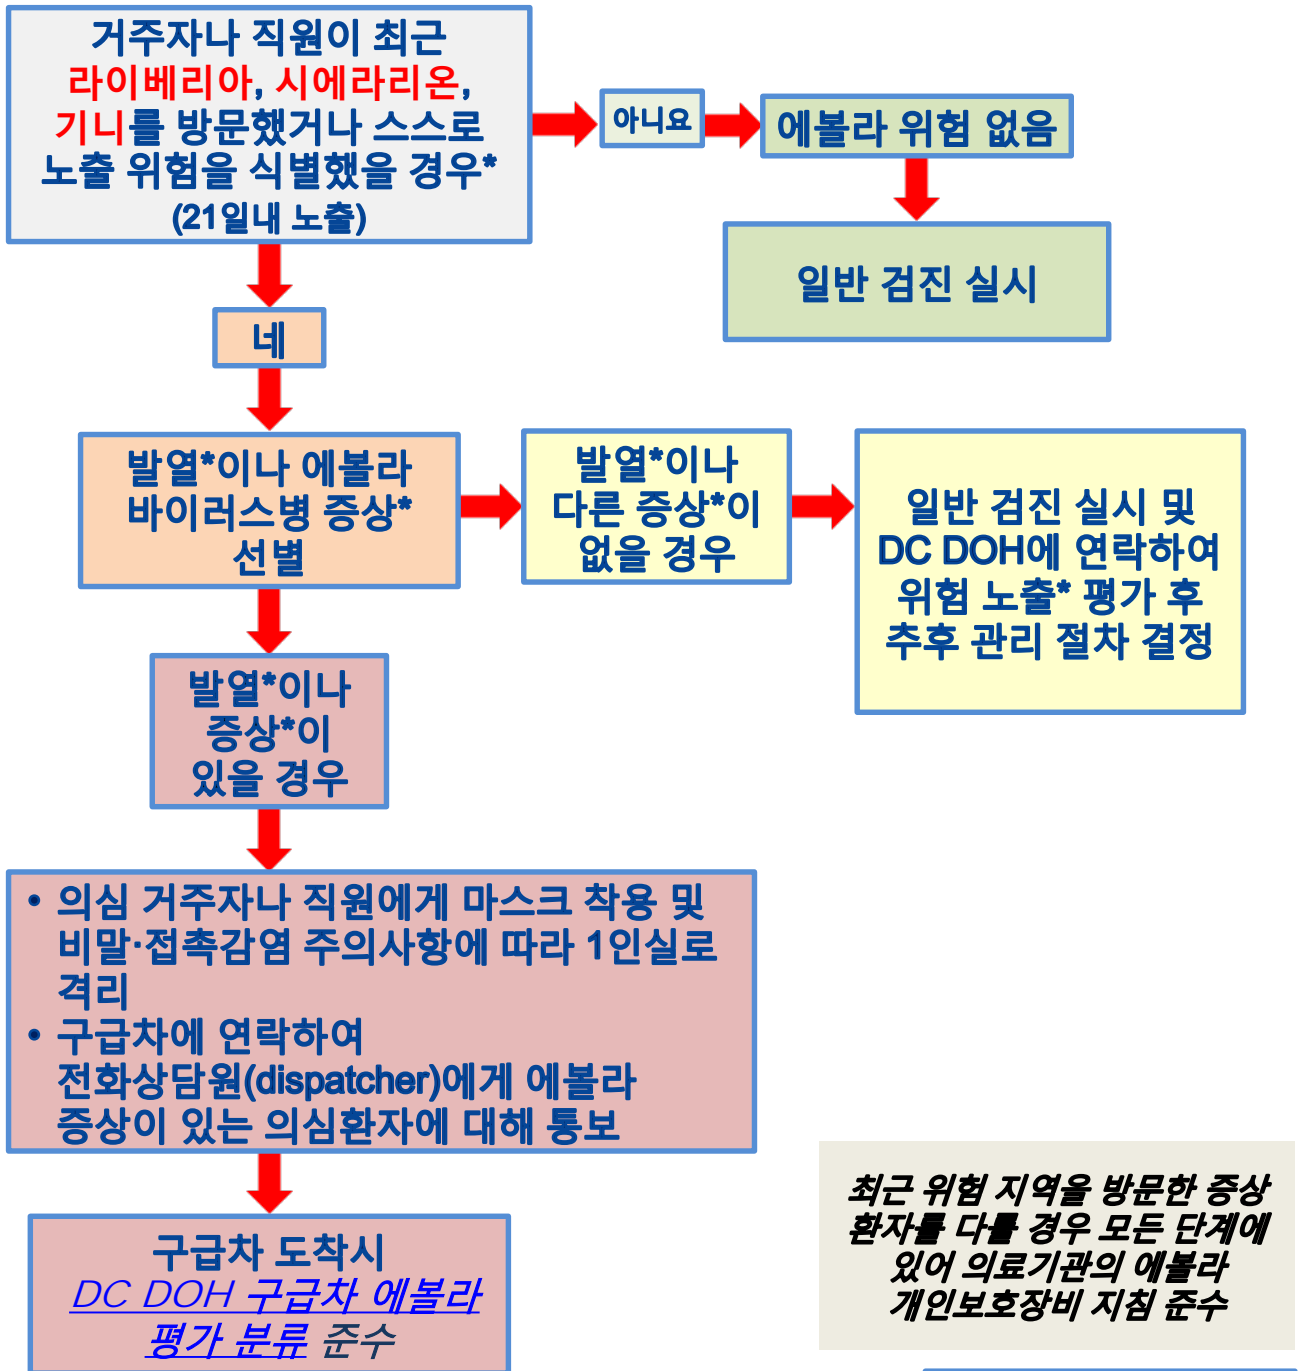 거주자나 직원이 최근
라이베리아, 시에라리온,
기니를 방문했거나 스스로
노출 위험을 식별했을 경우*
(21일내 노출)
아니요
에볼라 위험 없음
일반 검진 실시
네
발열*이나 에볼라
바이러스병 증상*
선별
발열*이나
다른 증상*이
없을 경우
일반 검진 실시 및
DC DOH에 연락하여
위험 노출* 평가 후
추후 관리 절차 결정
발열*이나
증상*이
있을 경우
• 의심 거주자나 직원에게 마스크 착용 및
비말·접촉감염 주의사항에 따라 1인실로
격리
• 구급차에 연락하여
전화상담원(dispatcher)에게 에볼라
증상이 있는 의심환자에 대해 통보
구급차 도착시
DC DOH 구급차 에볼라
평가 분류 준수
최근 위험 지역을 방문한 증상
환자를 다룰 경우 모든 단계에
있어 의료기관의 에볼라
개인보호장비 지침 준수